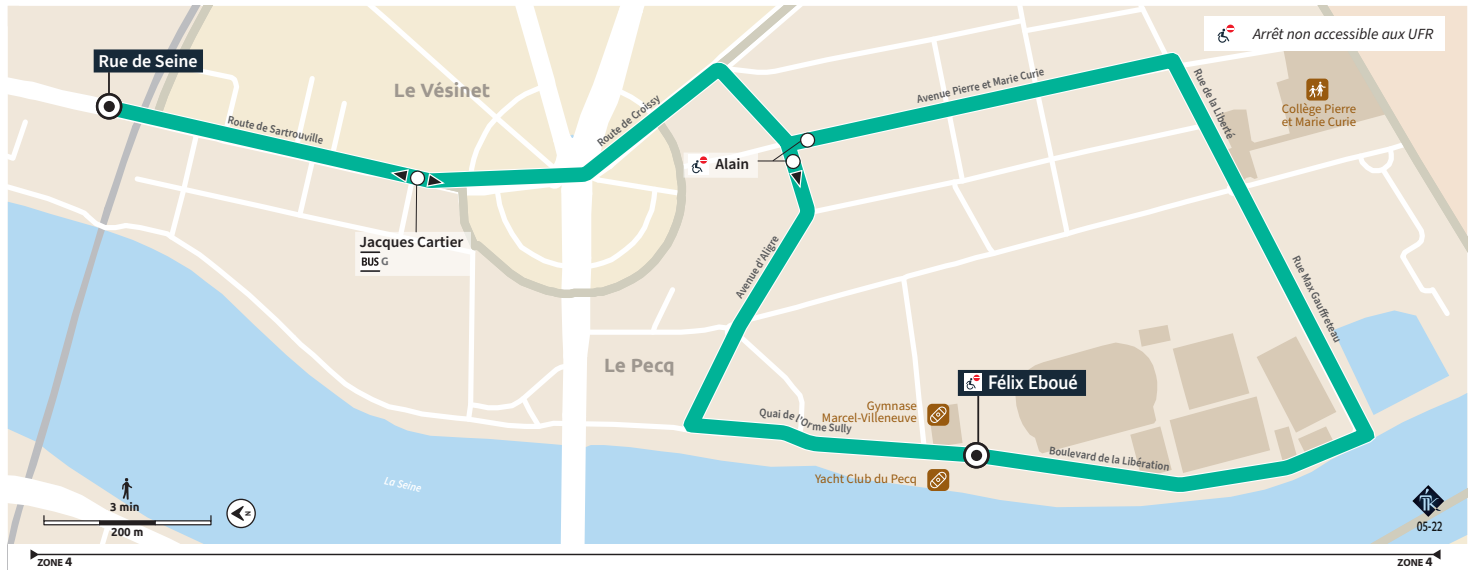 Arrêt non accessible aux UFR
Rue de Seine
Le Vésinet
Route de Sartrouville
Route de Croissy
Avenue Pierre et Marie Curie
Rue de la Liberté
Collège Pierre
et Marie Curie
Alain
Jacques Cartier
BUS G
Avenue d'Aligre
Rue Max Gauffreteau
Le Pecq
Félix Eboué
Gymnase
Marcel-Villeneuve
Quai de l'Orme Sully
Boulevard de la Libération
Yacht Club du Pecq
La Seine
3 min
200 m
N
TK
05-22
ZONE 4
ZONE 4